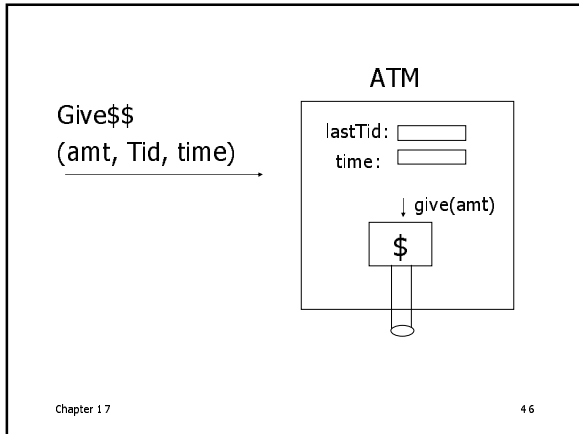 ATM
Give$$
(amt, Tid, time)
lastTid:
time:
give(amt)
$
Chapter 17
46